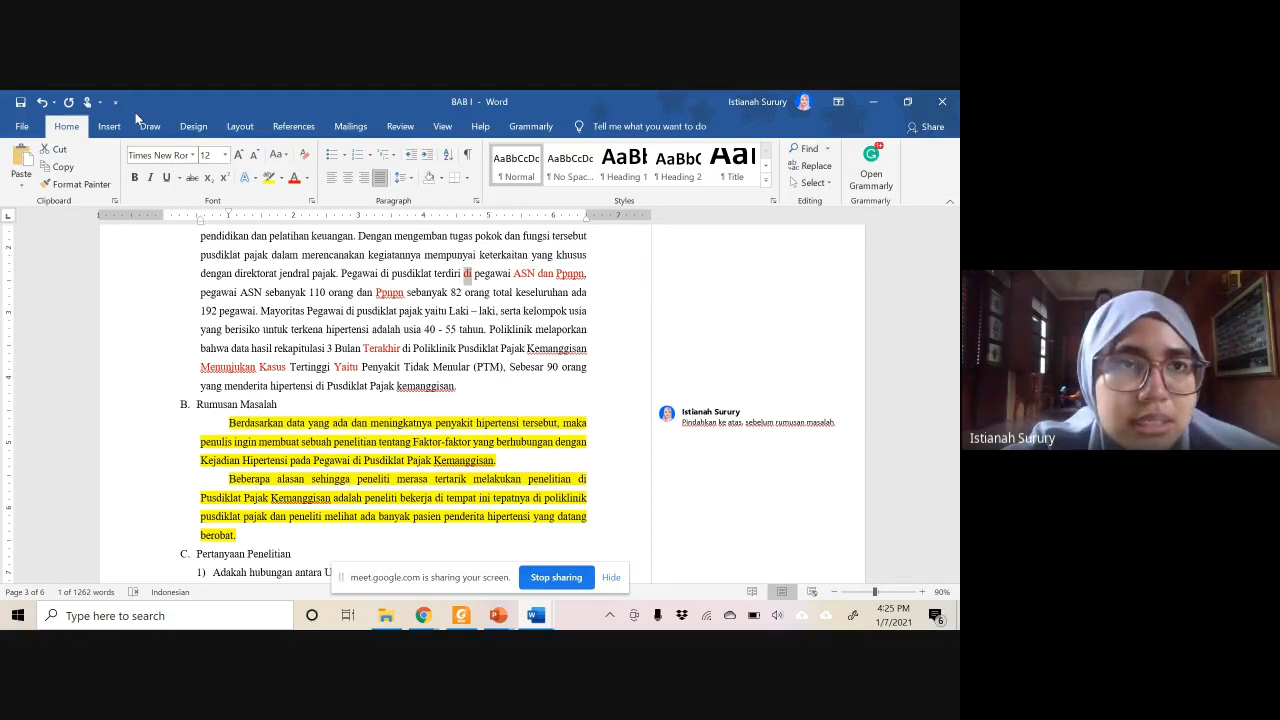 BAB I - Word
Istianah Surury
File Home Insert Draw Design Layout References Mailings Review View Help Grammarly Tell me what you want to do Share
Paste
Cut
Copy
Format Painter
Clipboard
Times New Ror 12
Font
Paragraph
AaBbCcDc AaBbCcDc AaBb AaBbCc AaB
¶ Normal ¶ No Spac... ¶ Heading 1 ¶ Heading 2 ¶ Title
Styles
Find
Replace
Select
Editing
Open
Grammarly
Grammarly
pendidikan dan pelatihan keuangan. Dengan mengemban tugas pokok dan fungsi tersebut
pusdiklat pajak dalam merencanakan kegiatannya mempunyai keterkaitan yang khusus
dengan direktorat jendral pajak. Pegawai di pusdiklat terdiri di pegawai ASN dan Ppnpn,
pegawai ASN sebanyak 110 orang dan Ppnpn sebanyak 82 orang total keseluruhan ada
192 pegawai. Mayoritas Pegawai di pusdiklat pajak yaitu Laki – laki, serta kelompok usia
yang berisiko untuk terkena hipertensi adalah usia 40 - 55 tahun. Poliklinik melaporkan
bahwa data hasil rekapitulasi 3 Bulan Terakhir di Poliklinik Pusdiklat Pajak Kemanggisan
Menunjukan Kasus Tertinggi Yaitu Penyakit Tidak Menular (PTM), Sebesar 90 orang
yang menderita hipertensi di Pusdiklat Pajak kemanggisan.
B. Rumusan Masalah
Berdasarkan data yang ada dan meningkatnya penyakit hipertensi tersebut, maka
penulis ingin membuat sebuah penelitian tentang Faktor-faktor yang berhubungan dengan
Kejadian Hipertensi pada Pegawai di Pusdiklat Pajak Kemanggisan.
Beberapa alasan sehingga peneliti merasa tertarik melakukan penelitian di
Pusdiklat Pajak Kemanggisan adalah peneliti bekerja di tempat ini tepatnya di poliklinik
pusdiklat pajak dan peneliti melihat ada banyak pasien penderita hipertensi yang datang
berobat.
C. Pertanyaan Penelitian
1) Adakah hubungan antara U
Istianah Surury
Pindahkan ke atas, sebelum rumusan masalah
meet.google.com is sharing your screen. Stop sharing Hide
Page 3 of 6 1 of 1262 words Indonesian 90%
Type here to search
4:25 PM
1/7/2021
6
Istianah Surury